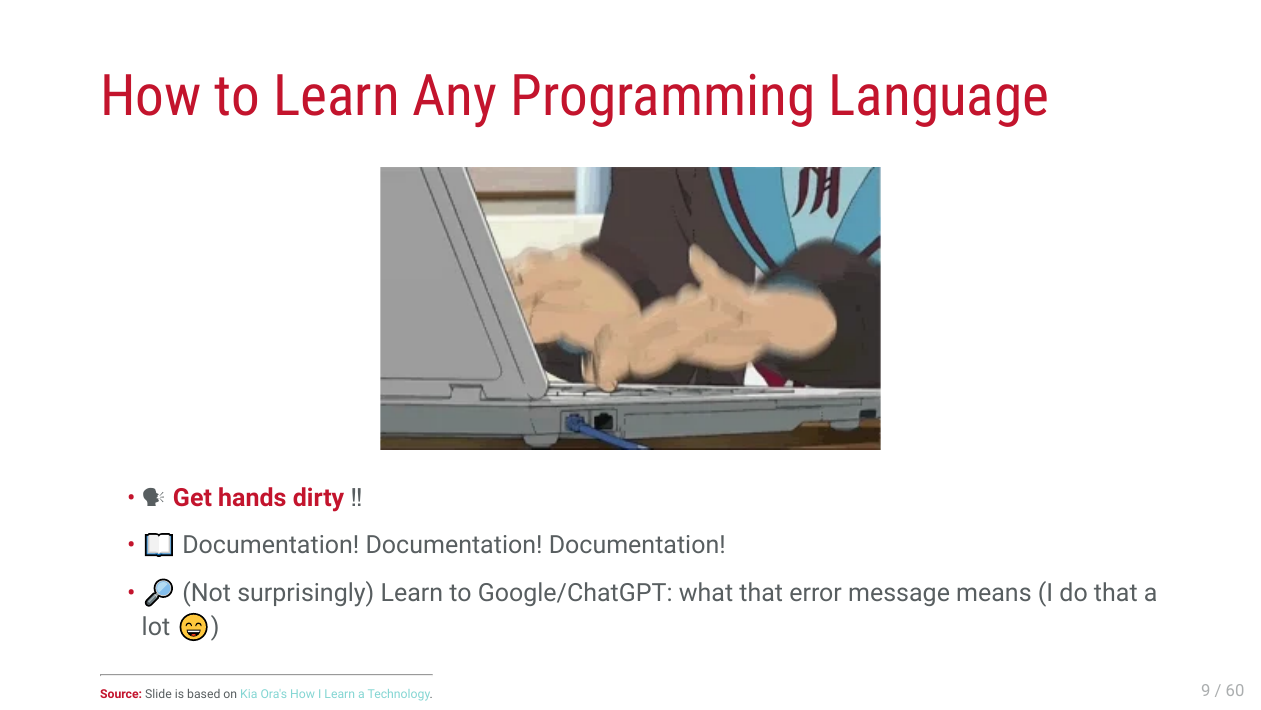 How to Learn Any Programming Language
• 🗣 Get hands dirty ‼
• 📖 Documentation! Documentation! Documentation!
• 🔎 (Not surprisingly) Learn to Google/ChatGPT: what that error message means (I do that a
lot 😄)
Source: Slide is based on Kia Ora's How I Learn a Technology.
9 / 60